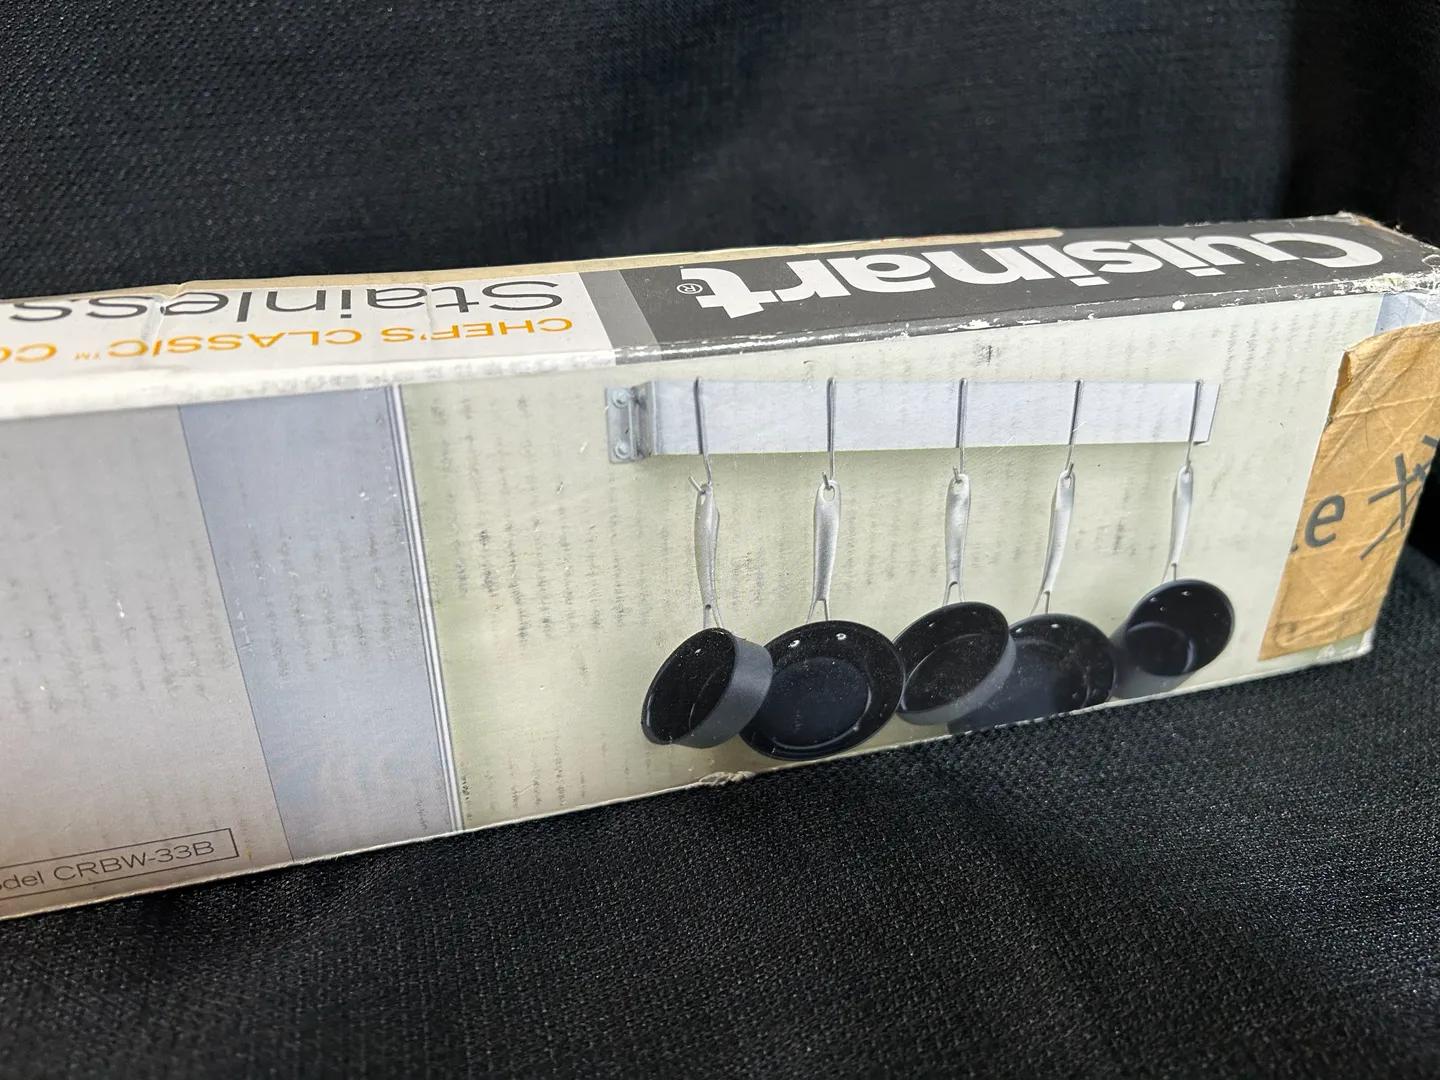 Cuisinart®
CHEF'S CLASSIC™ CO
Stainless
odel CRBW-33B
e